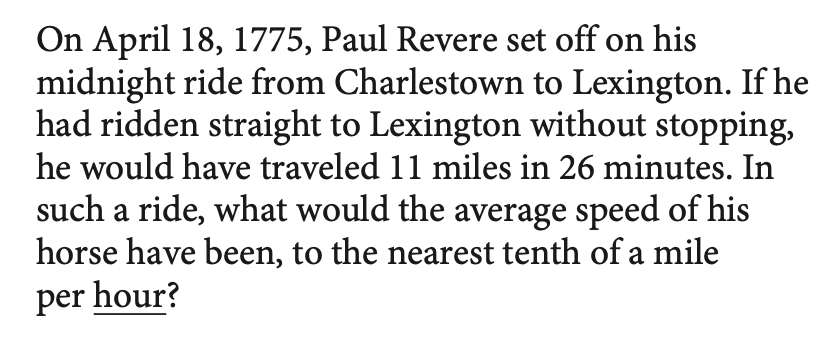 On April 18, 1775, Paul Revere set off on his
midnight ride from Charlestown to Lexington. If he
had ridden straight to Lexington without stopping,
he would have traveled 11 miles in 26 minutes. In
such a ride, what would the average speed of his
horse have been, to the nearest tenth of a mile
per hour?